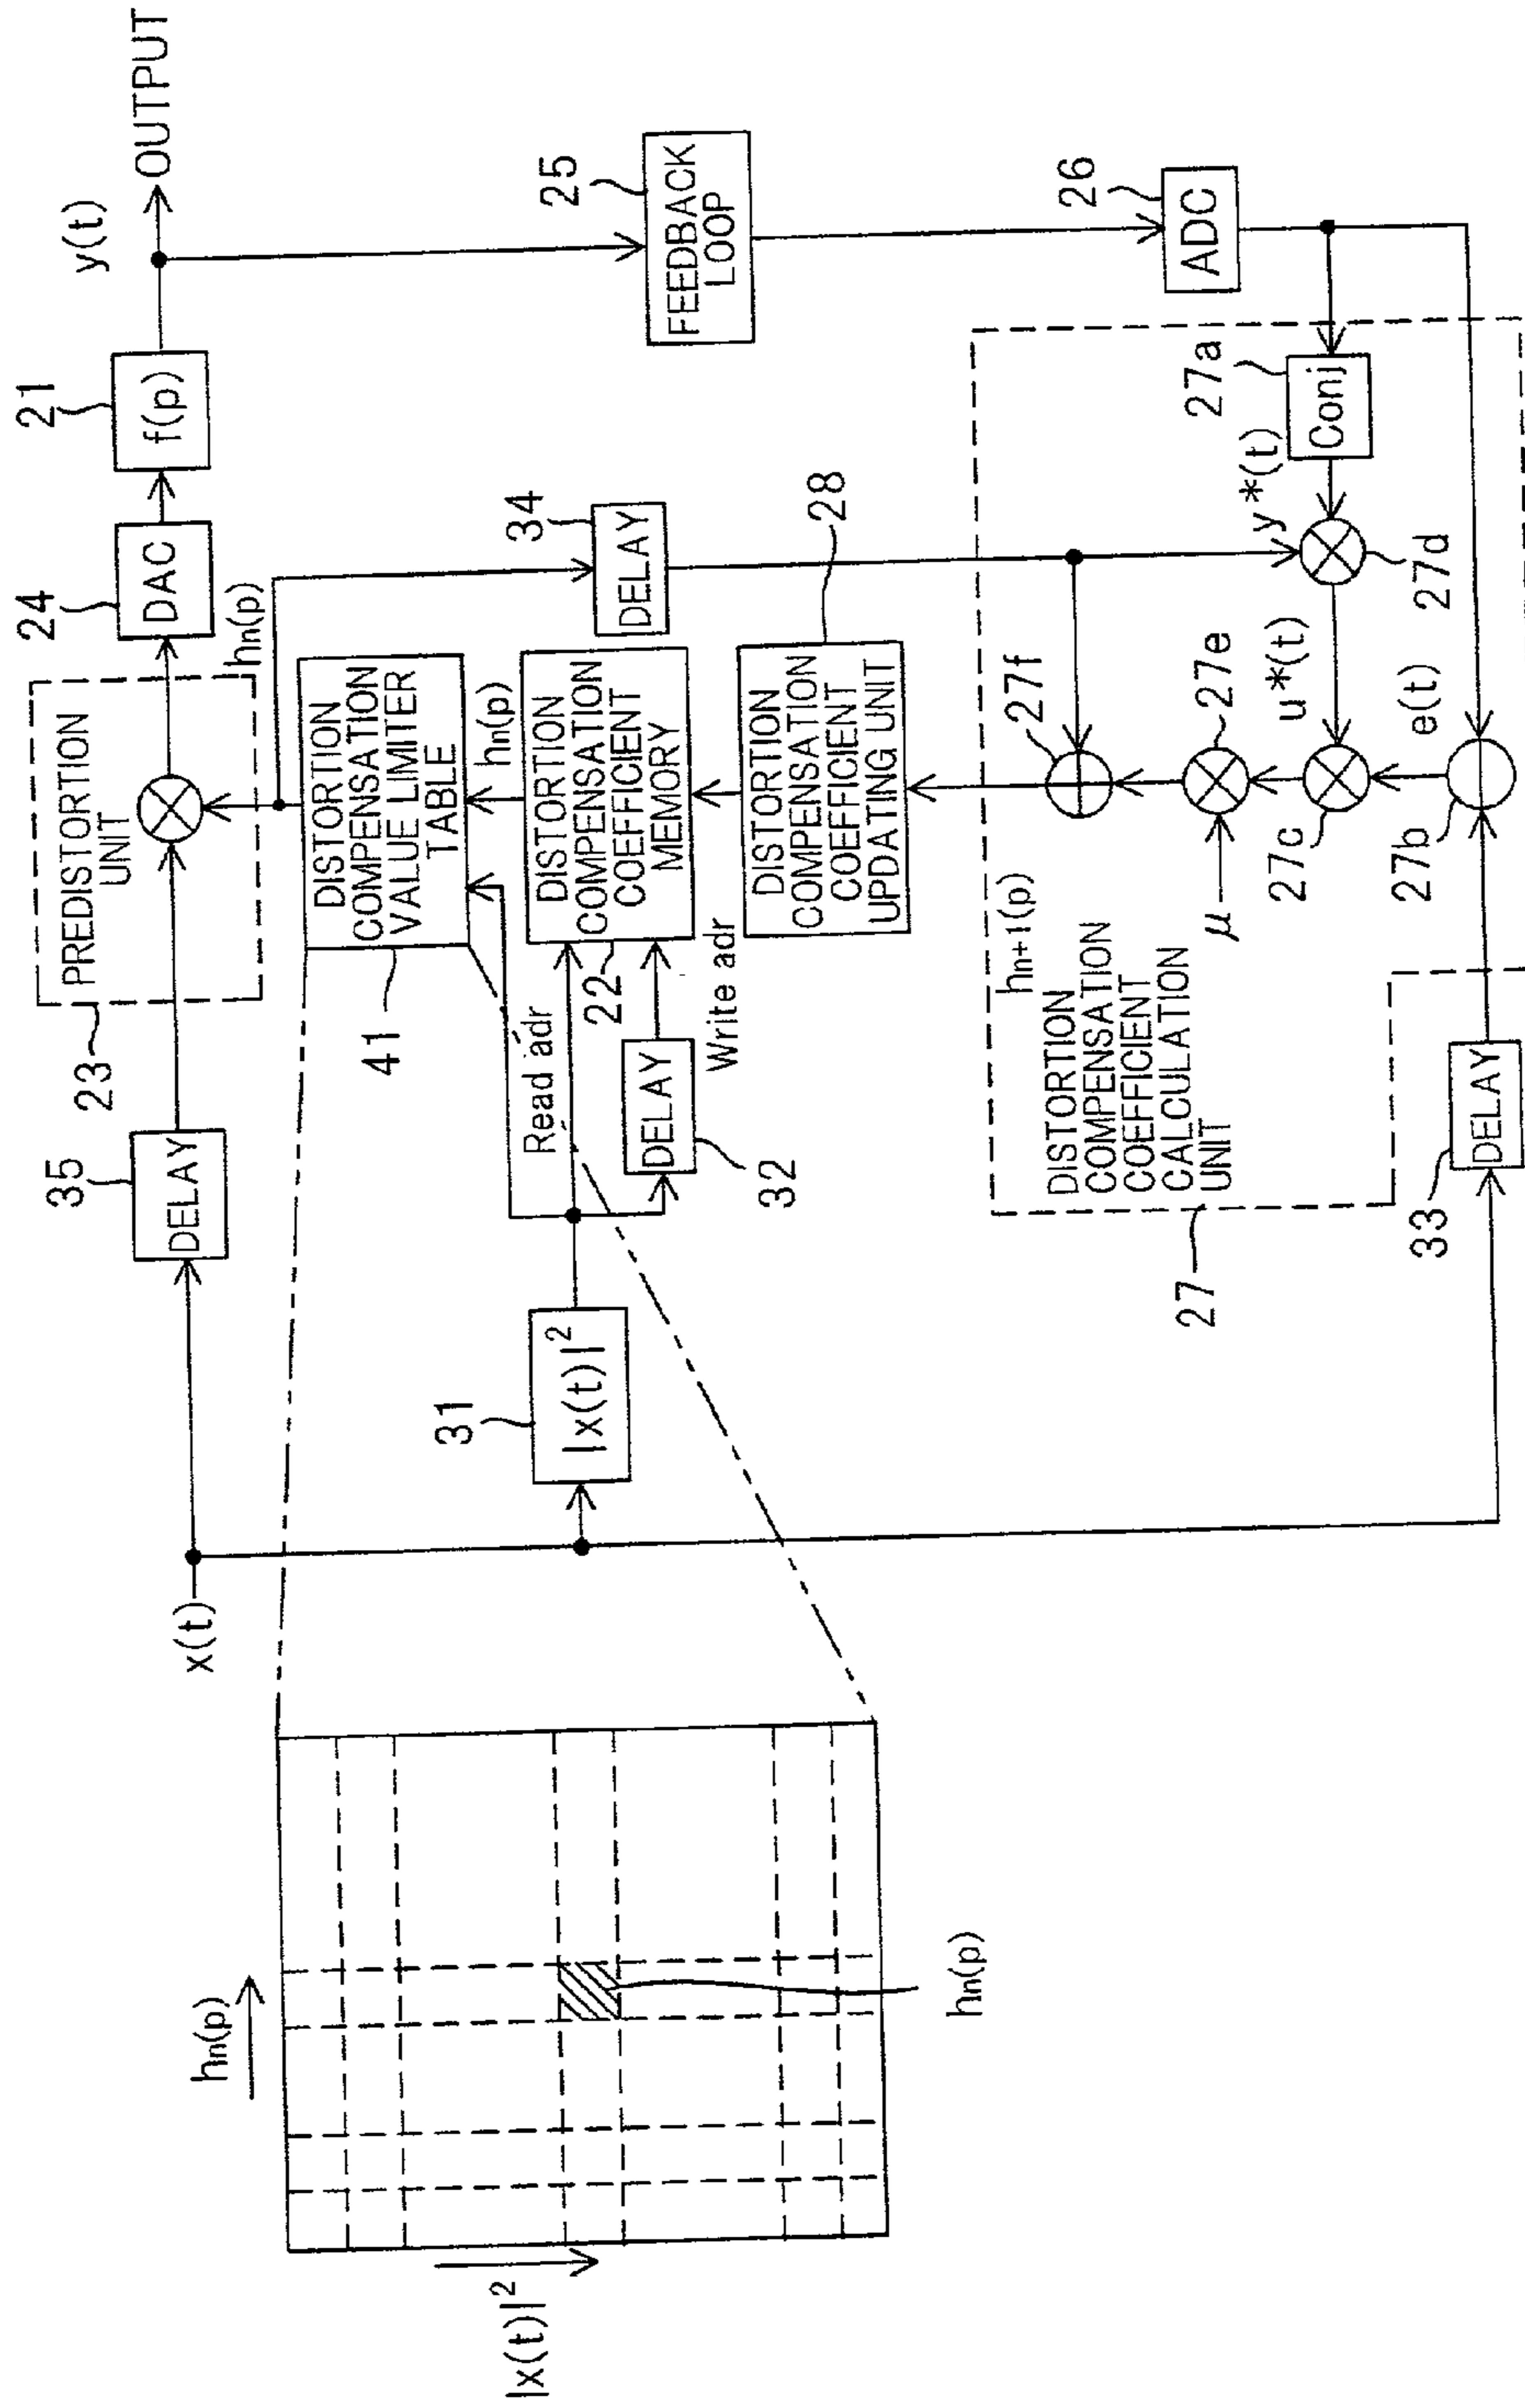 x(t)
35
DELAY
23
PREDISTORTION
UNIT
24
DAC
21
f(p)
y(t)
OUTPUT
hn(p)
41
DISTORTION
COMPENSATION
VALUE LIMITER
TABLE
hn(p)
34
DELAY
25
FEEDBACK
LOOP
31
|x(t)|²
Read adr
22
DISTORTION
COMPENSATION
COEFFICIENT
MEMORY
DELAY
32
Write adr
28
DISTORTION
COMPENSATION
COEFFICIENT
UPDATING UNIT
26
ADC
hn+1(p)
27f
DISTORTION
COMPENSATION
COEFFICIENT
CALCULATION
UNIT
27
μ
27e
27a
Conj
y*(t)
27d
u*(t)
27c
e(t)
27b
33
DELAY
hn(p)
|x(t)|²
hn(p)